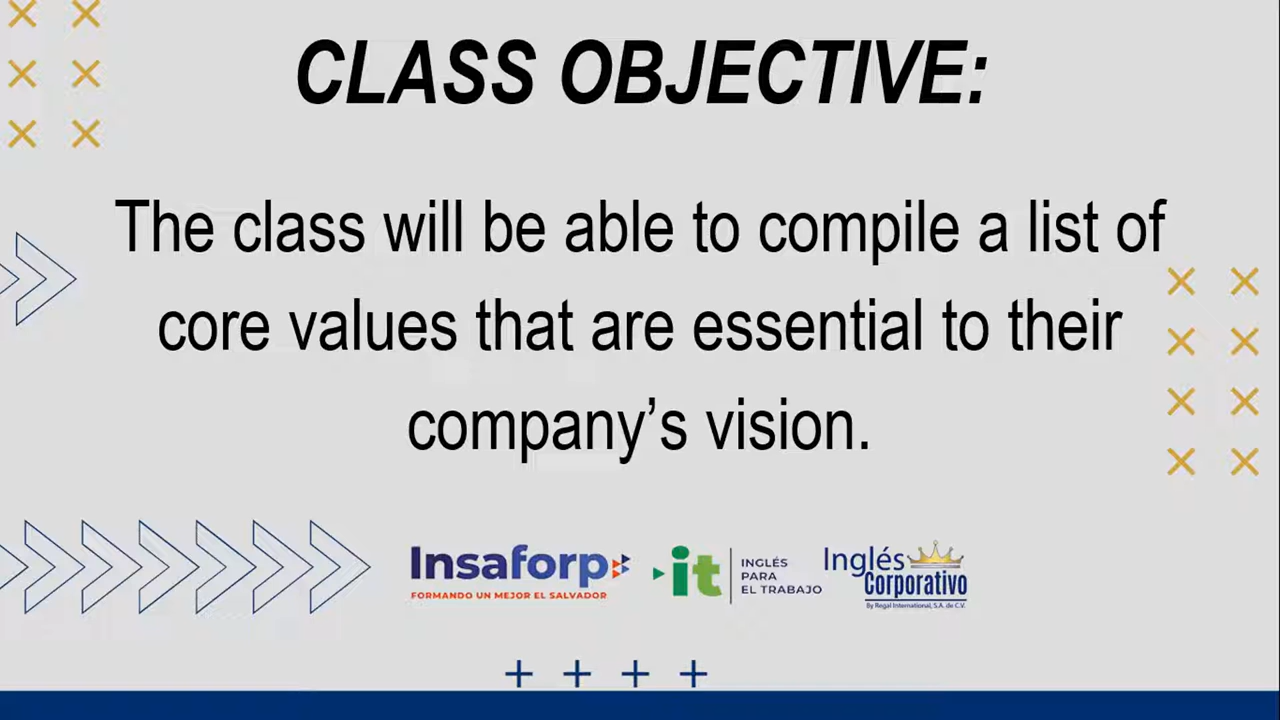 CLASS OBJECTIVE:
The class will be able to compile a list of
core values that are essential to their
company’s vision.
Insaforp
FORMANDO UN MEJOR EL SALVADOR
it
INGLÉS
PARA
EL TRABAJO
Inglés
Corporativo
By Regal International, S.A. de C.V.